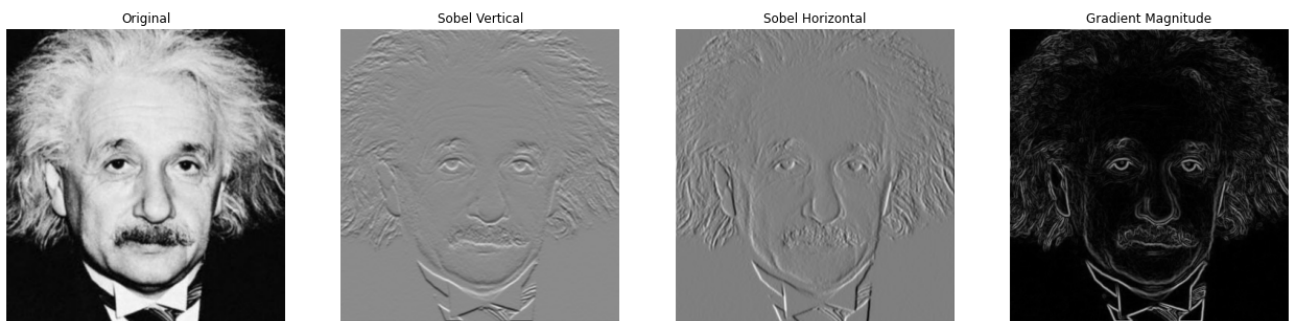 Original
Sobel Vertical
Sobel Horizontal
Gradient Magnitude